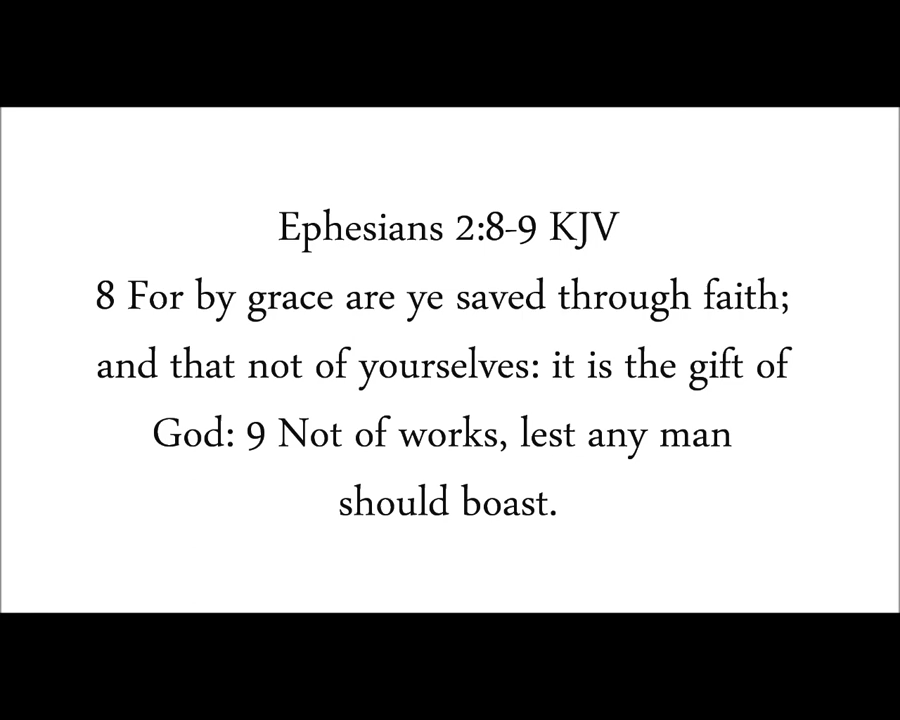 Ephesians 2:8-9 KJV
8 For by grace are ye saved through faith;
and that not of yourselves: it is the gift of
God: 9 Not of works, lest any man
should boast.